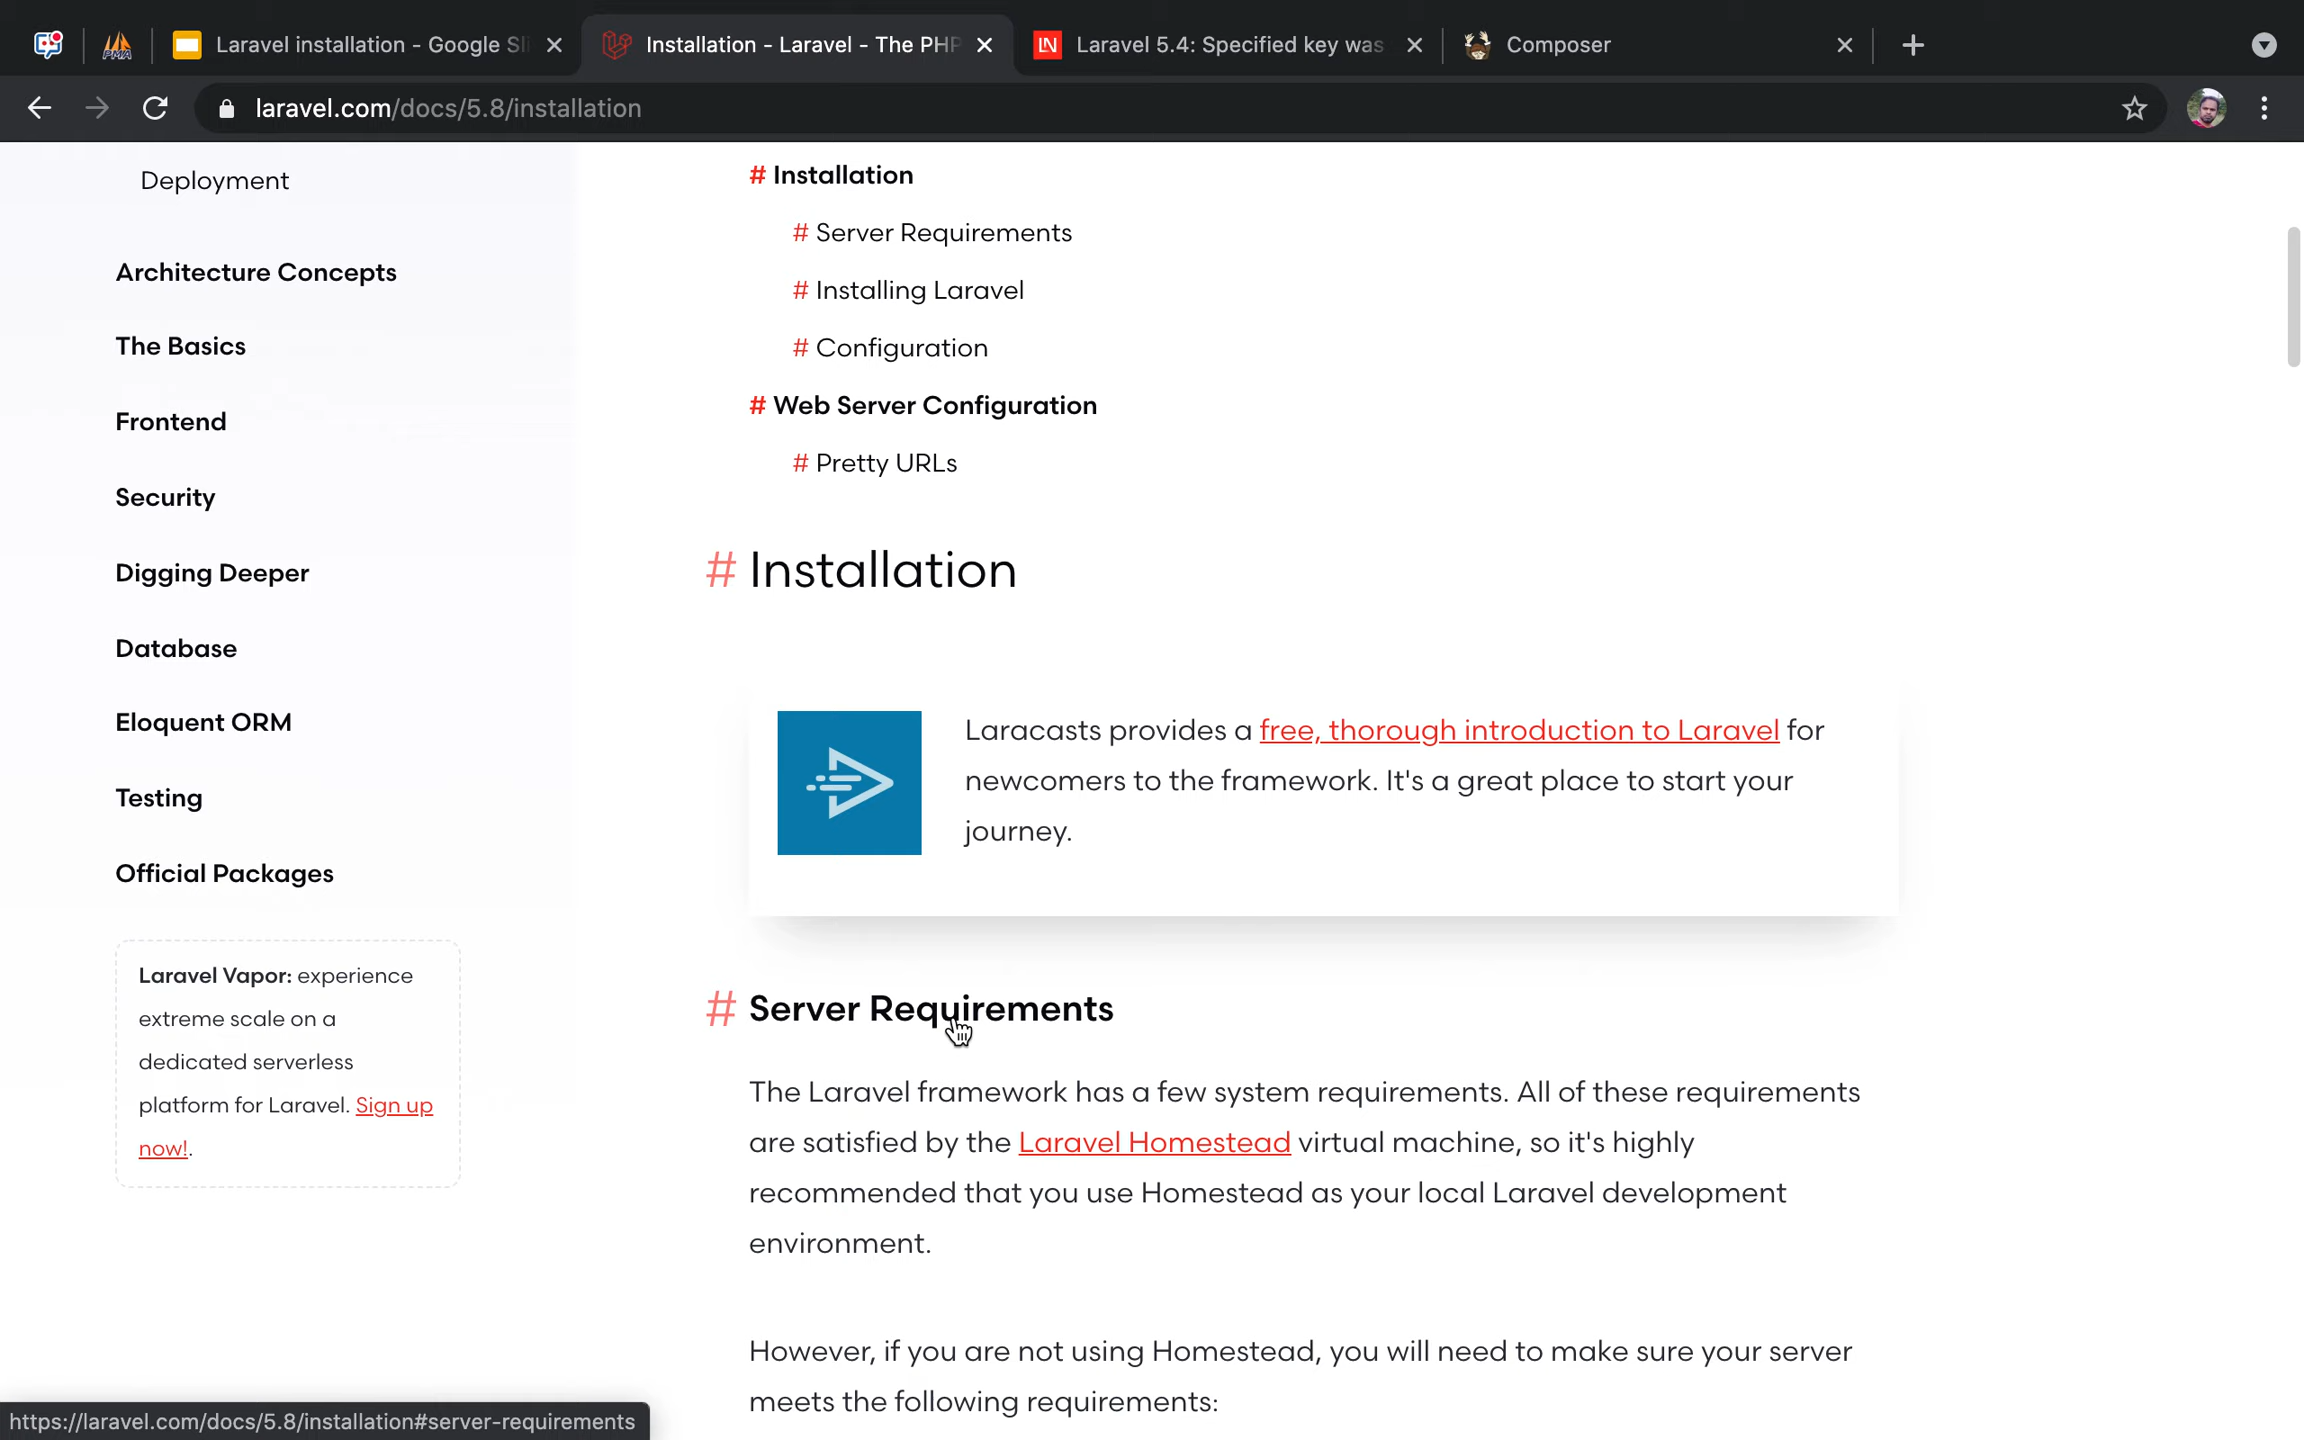 PMA
Laravel installation - Google Sli
Installation - Laravel - The PHP
LN
Laravel 5.4: Specified key was
Composer
laravel.com/docs/5.8/installation
Deployment
Architecture Concepts
The Basics
Frontend
Security
Digging Deeper
Database
Eloquent ORM
Testing
Official Packages
Laravel Vapor: experience
extreme scale on a
dedicated serverless
platform for Laravel. Sign up
now!.
# Installation
# Server Requirements
# Installing Laravel
# Configuration
# Web Server Configuration
# Pretty URLs
# Installation
Laracasts provides a free, thorough introduction to Laravel for
newcomers to the framework. It's a great place to start your
journey.
# Server Requirements
The Laravel framework has a few system requirements. All of these requirements
are satisfied by the Laravel Homestead virtual machine, so it's highly
recommended that you use Homestead as your local Laravel development
environment.
However, if you are not using Homestead, you will need to make sure your server
meets the following requirements:
https://laravel.com/docs/5.8/installation#server-requirements